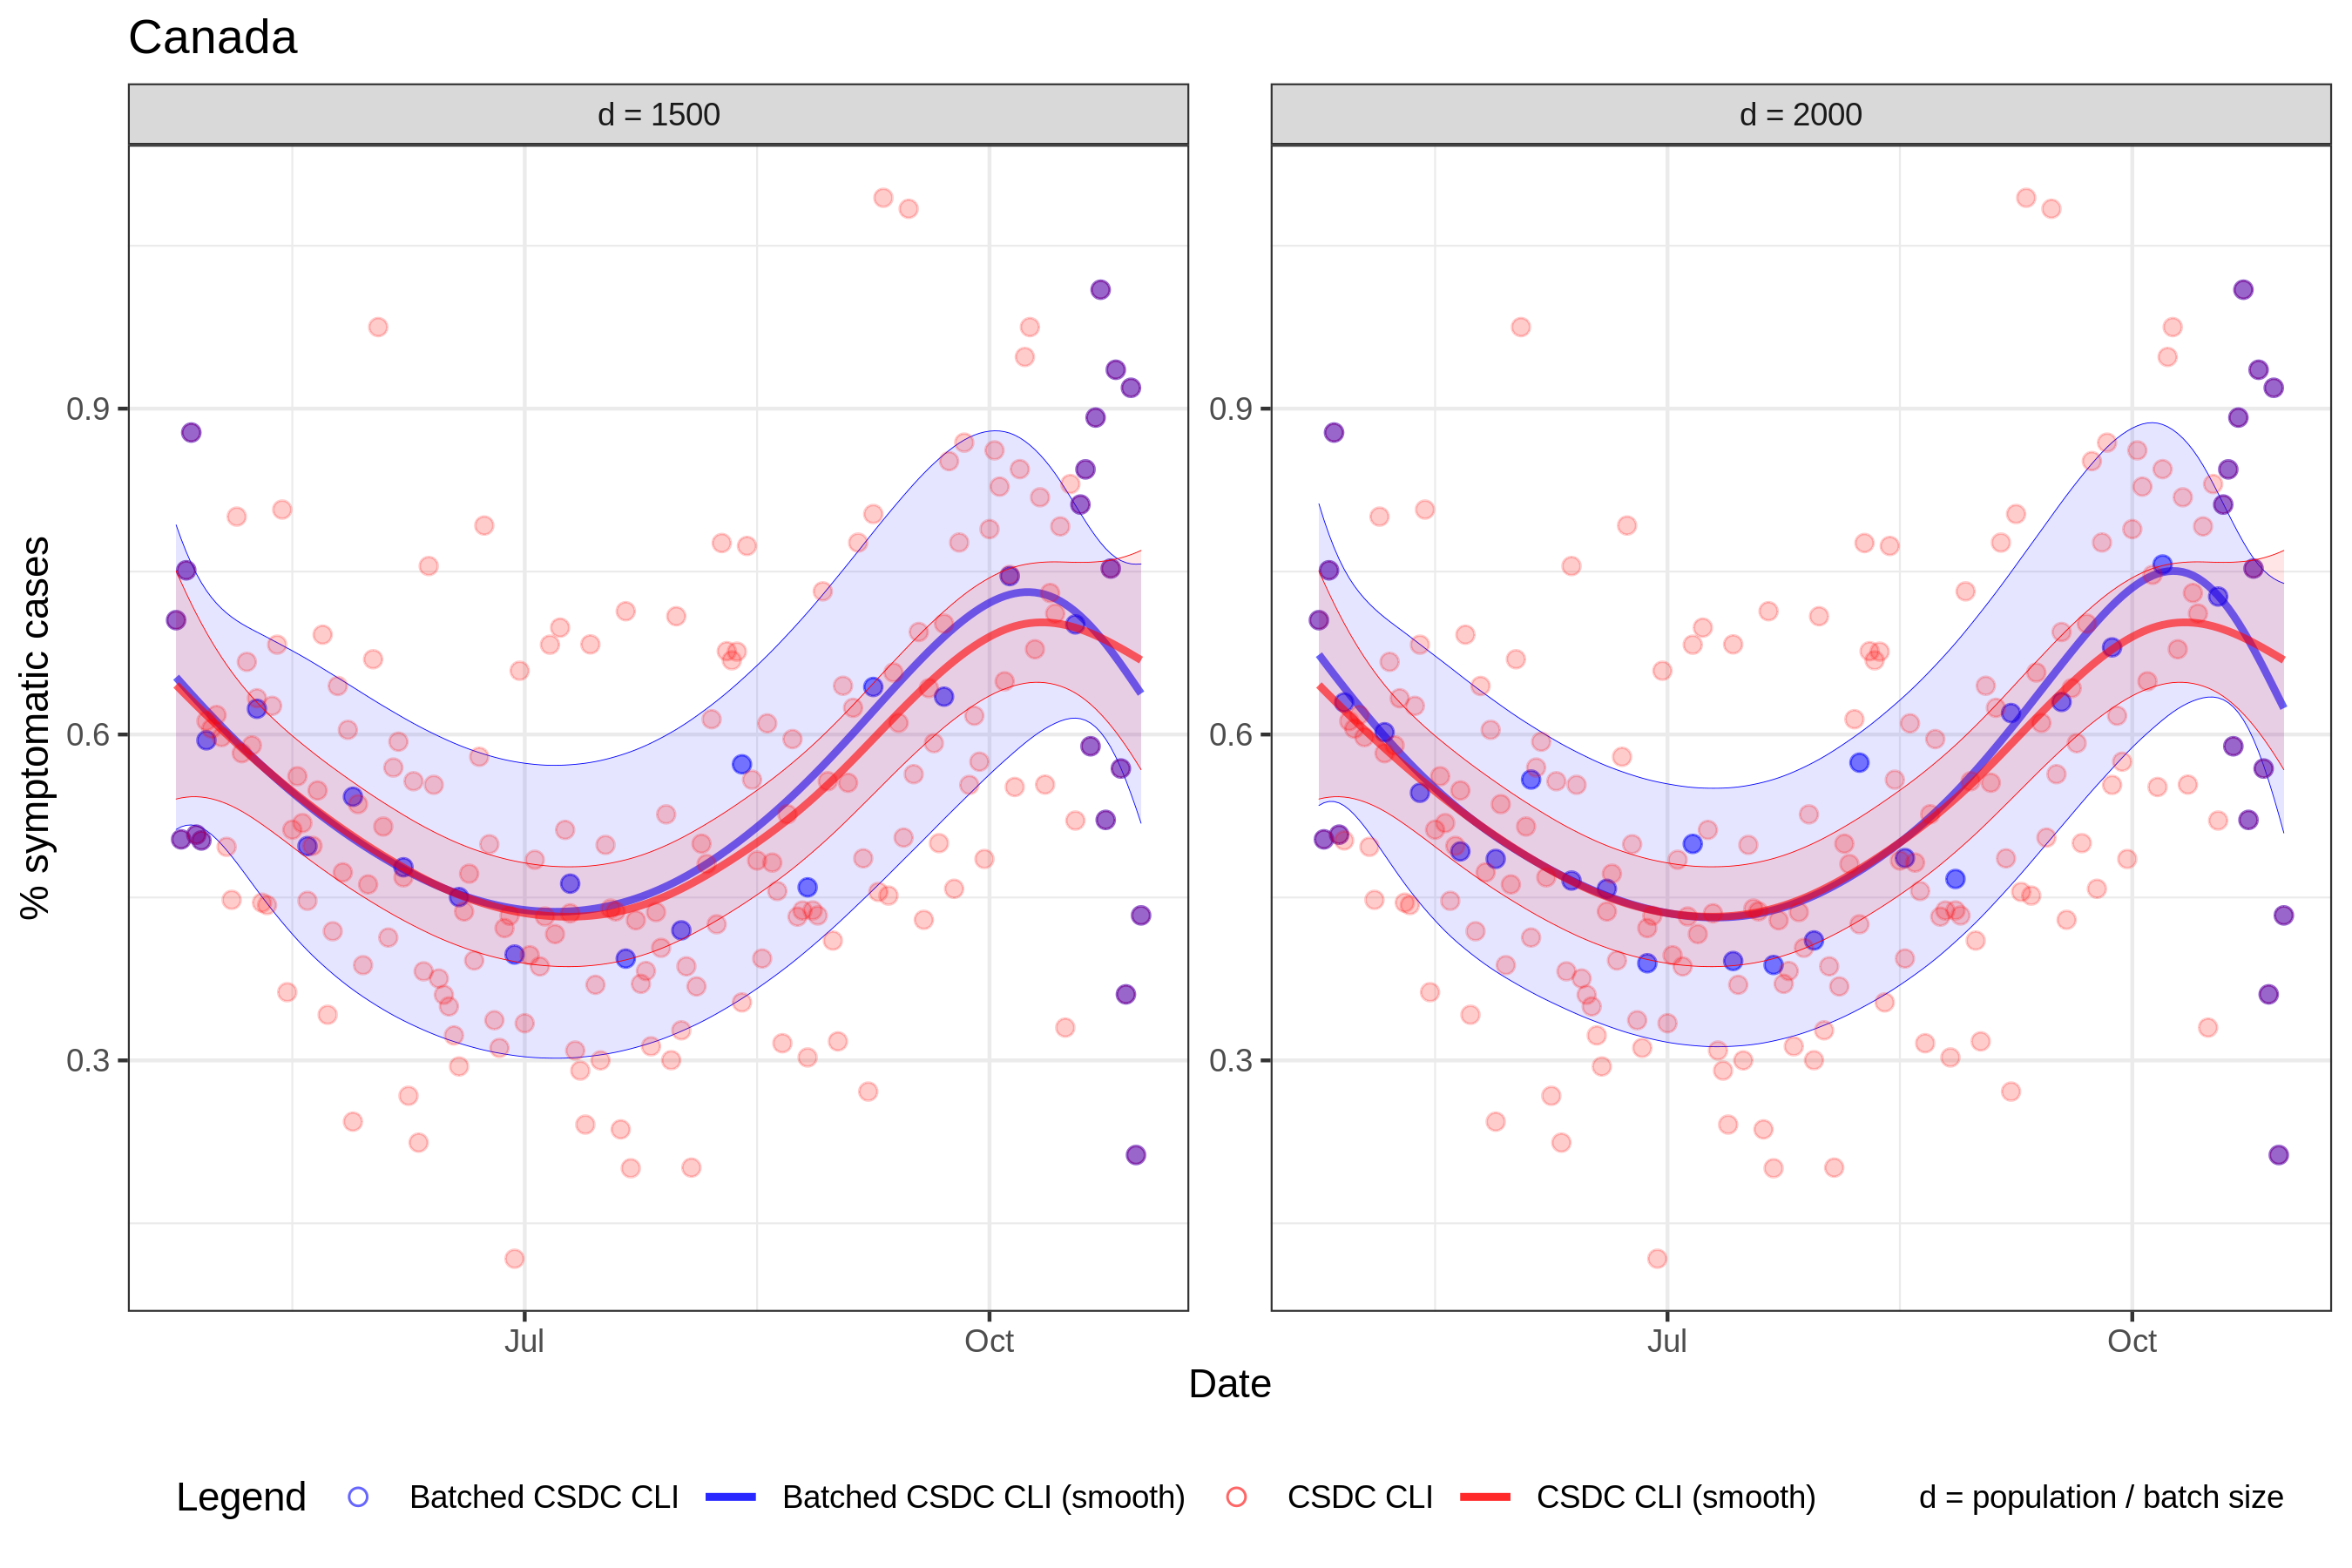 Canada
d = 1500
d = 2000
% symptomatic cases
0.9
0.6
0.3
0.9
0.6
0.3
Jul
Oct
Jul
Oct
Date
Legend
Batched CSDC CLI
Batched CSDC CLI (smooth)
CSDC CLI
CSDC CLI (smooth)
d = population / batch size